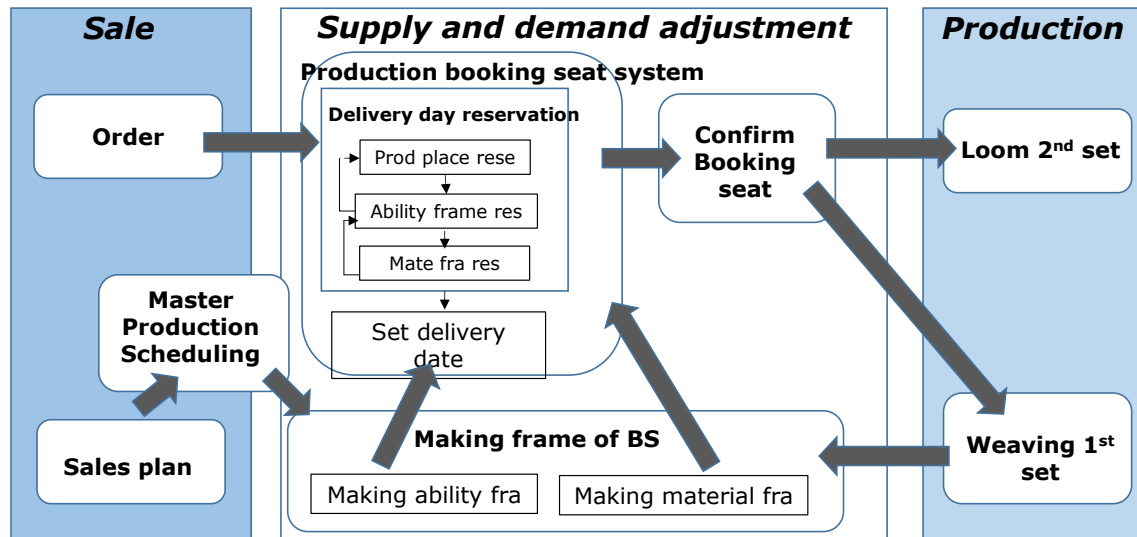 Sale
Supply and demand adjustment
Production
Production booking seat system
Delivery day reservation
Order
Prod place rese
Ability frame res
Mate fra res
Set delivery
date
Confirm
Booking
seat
Loom 2nd set
Master
Production
Scheduling
Sales plan
Making frame of BS
Making ability fra
Making material fra
Weaving 1st
set